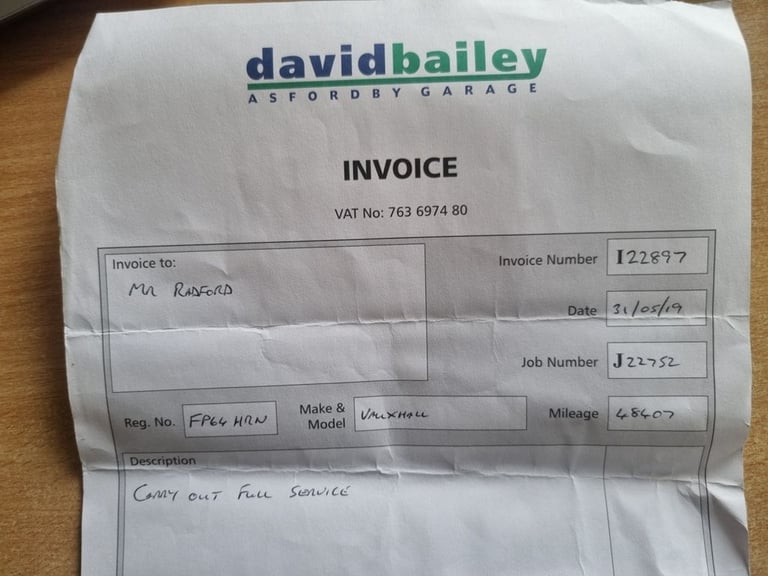 davidbailey
ASFORDBY GARAGE
INVOICE
VAT No: 763 6974 80
Invoice to:
Mr RADFORD
Invoice Number I22897
Date 31/05/19
Job Number J22752
Reg. No. FP64 HRN
Make & Model VAUXHALL
Mileage 48407
Description
CARRY OUT FULL SERVICE